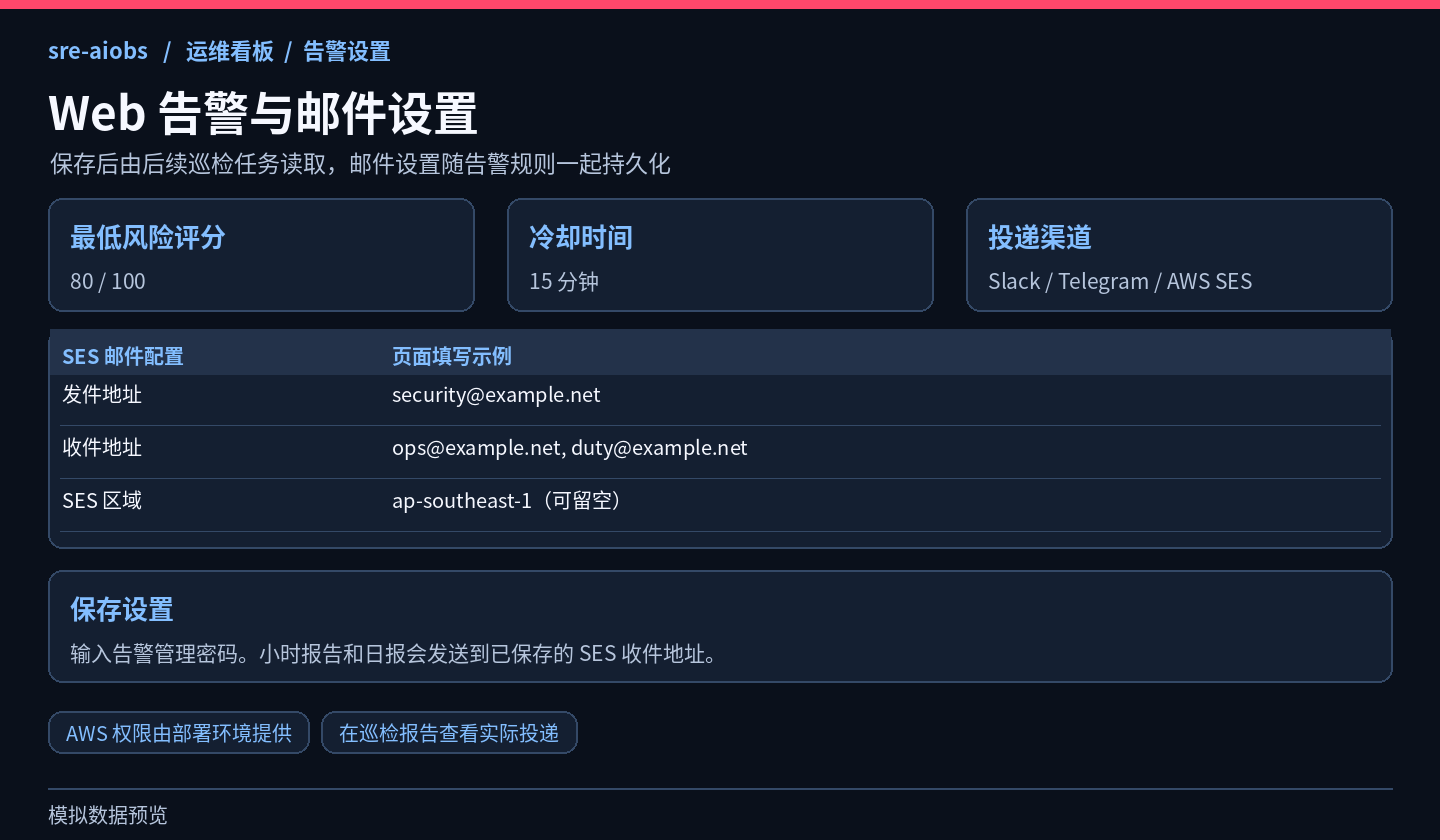 sre-aiobs / 运维看板 / 告警设置
Web 告警与邮件设置
保存后由后续巡检任务读取，邮件设置随告警规则一起持久化
最低风险评分
80 / 100
冷却时间
15 分钟
投递渠道
Slack / Telegram / AWS SES
SES 邮件配置 页面填写示例
发件地址 security@example.net
收件地址 ops@example.net, duty@example.net
SES 区域 ap-southeast-1（可留空）
保存设置
输入告警管理密码。小时报告和日报会发送到已保存的 SES 收件地址。
AWS 权限由部署环境提供 在巡检报告查看实际投递
模拟数据预览